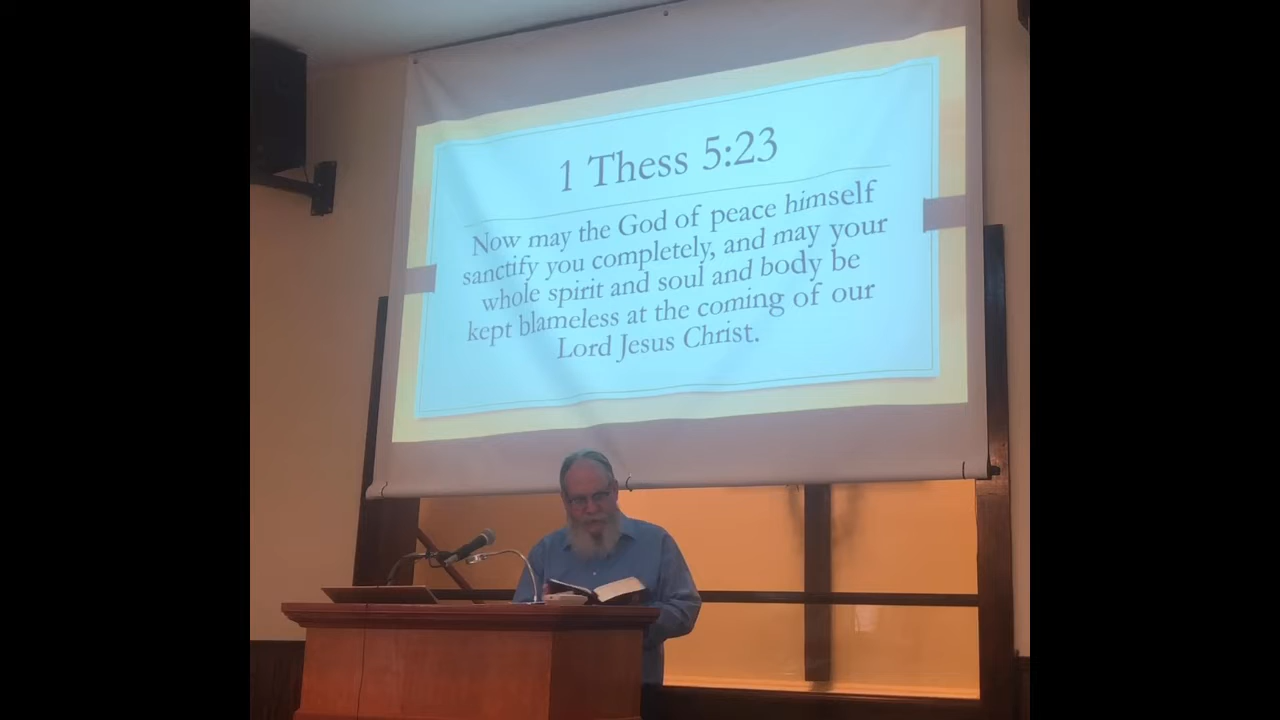 1 Thess 5:23
Now may the God of peace himself
sanctify you completely, and may your
whole spirit and soul and body be
kept blameless at the coming of our
Lord Jesus Christ.